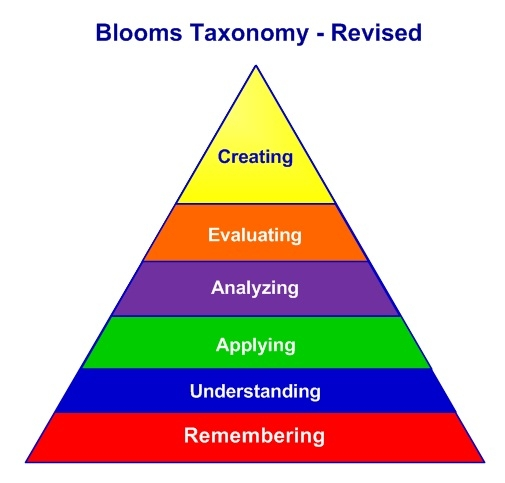 Blooms Taxonomy - Revised
Creating
Evaluating
Analyzing
Applying
Understanding
Remembering